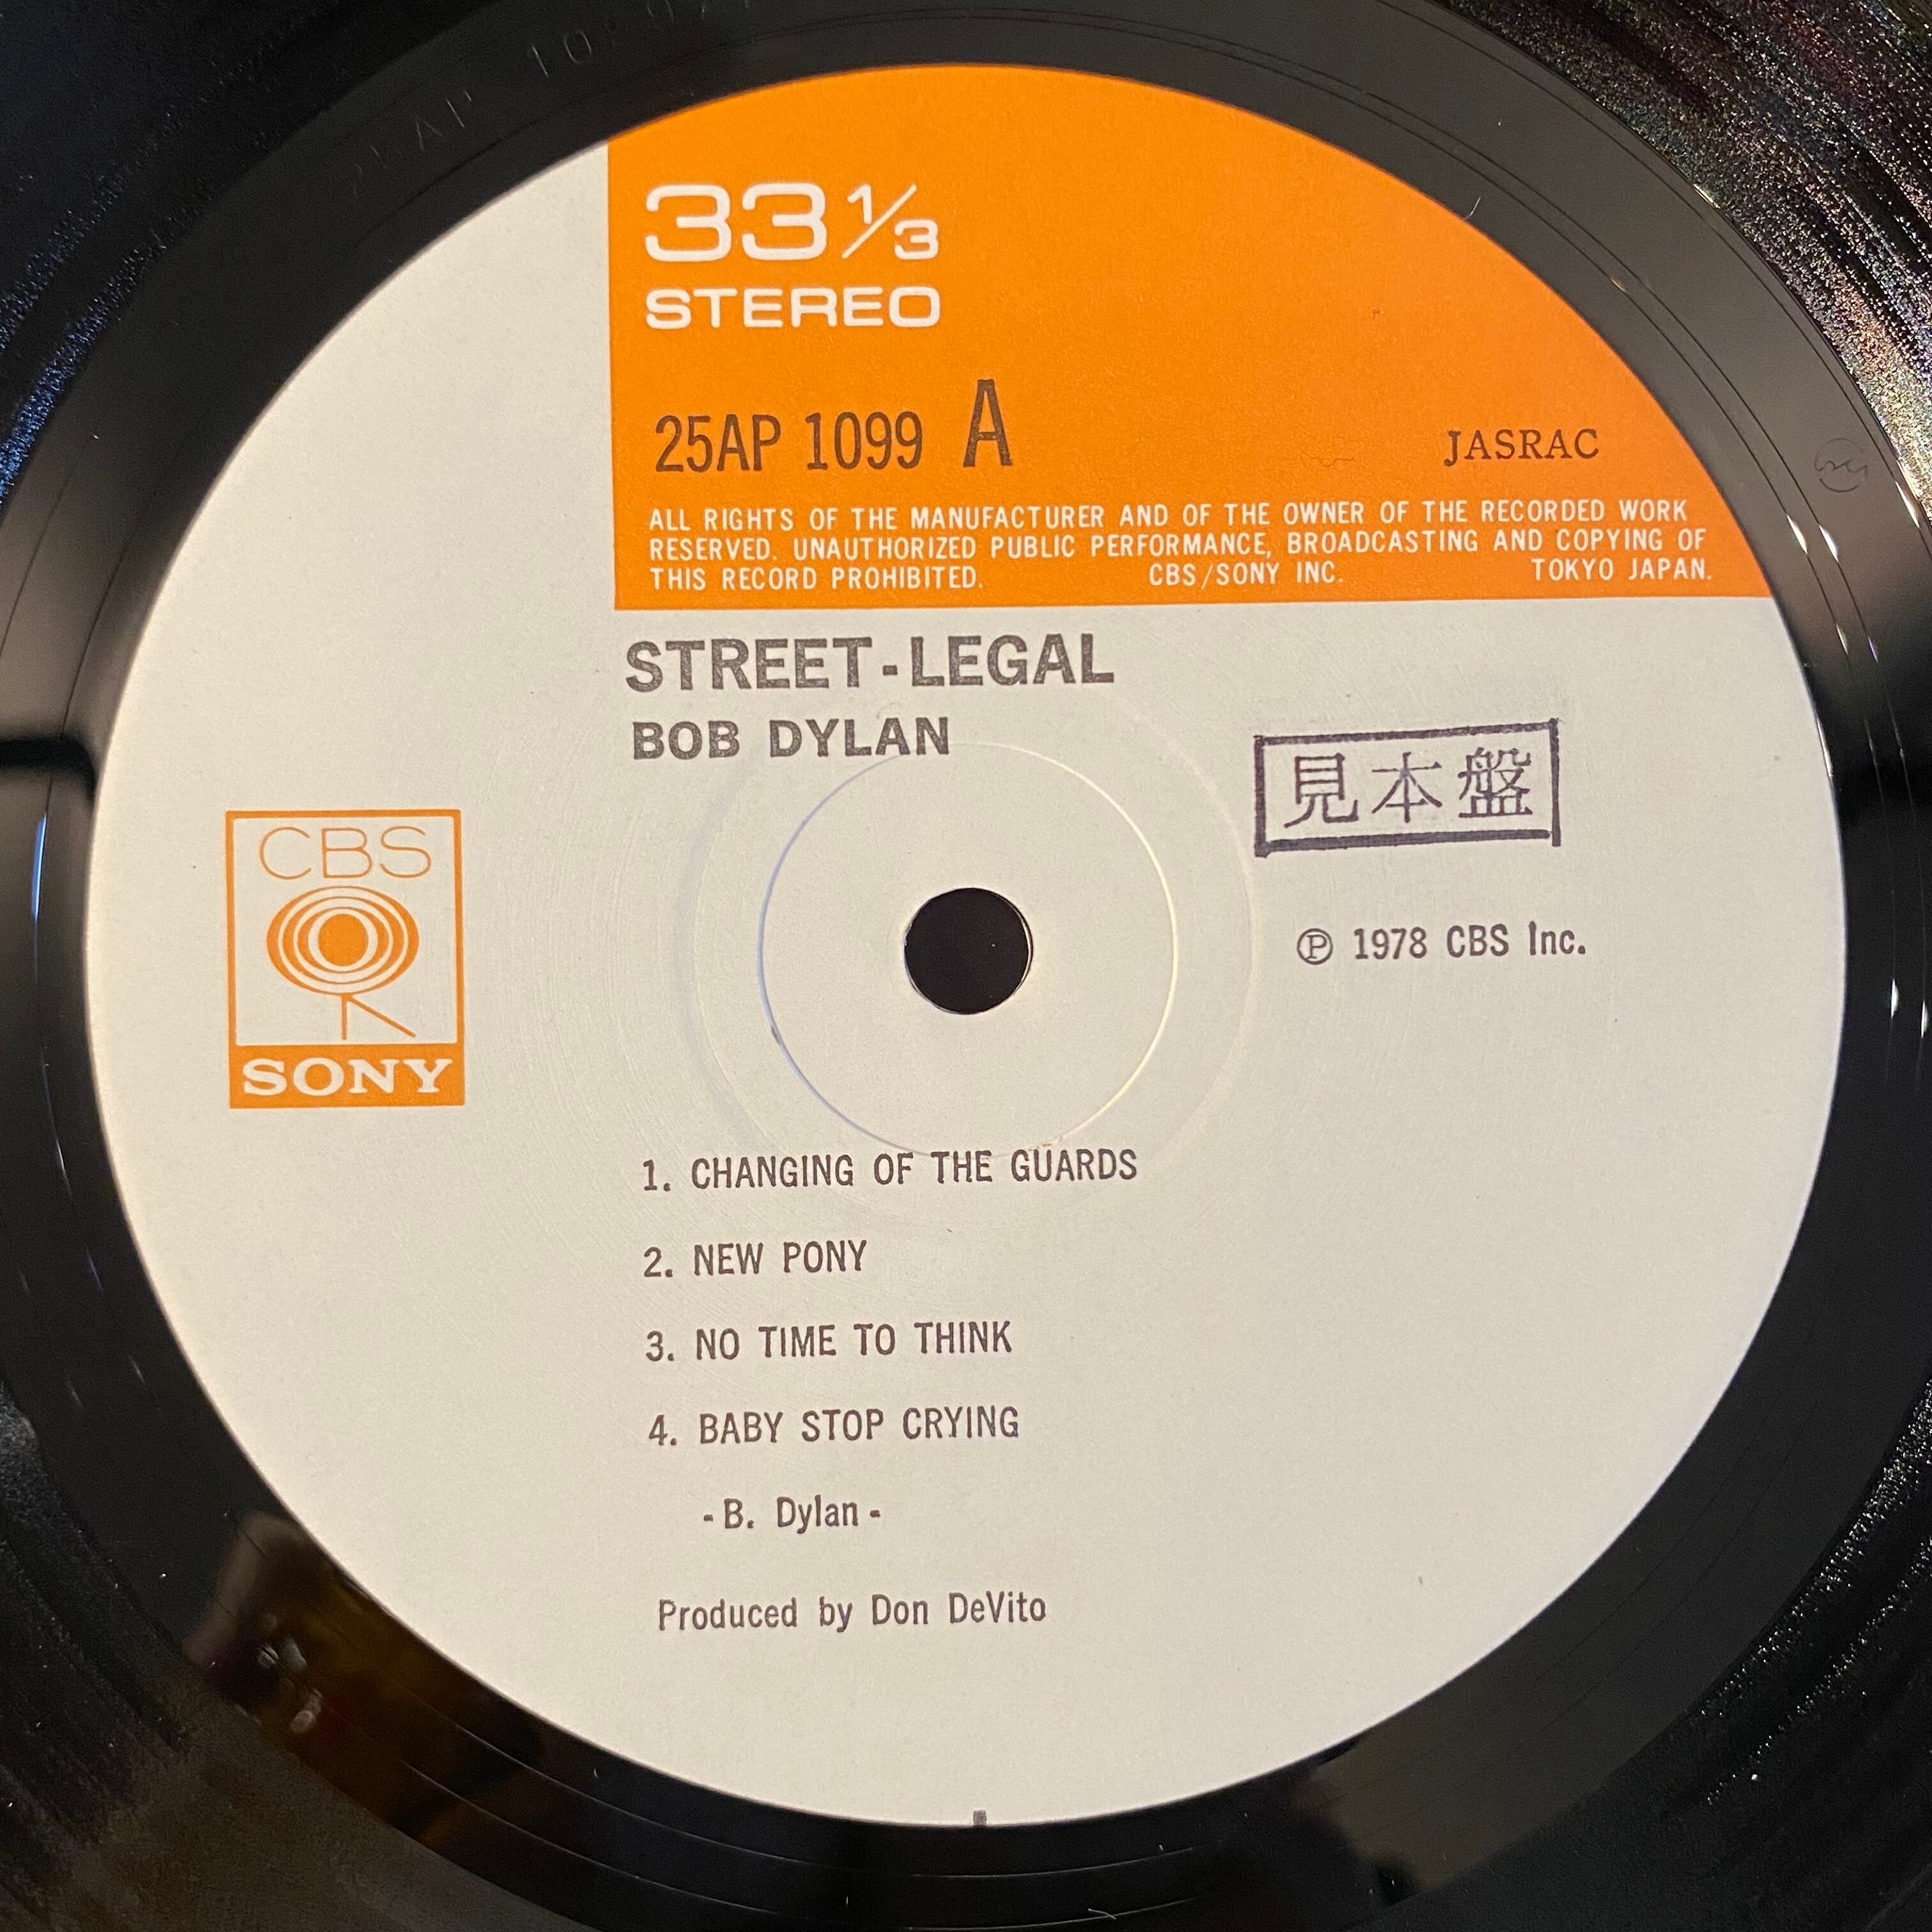 33 1/3
STEREO
25AP 1099 A
JASRAC
ALL RIGHTS OF THE MANUFACTURER AND OF THE OWNER OF THE RECORDED WORK
RESERVED. UNAUTHORIZED PUBLIC PERFORMANCE, BROADCASTING AND COPYING OF
THIS RECORD PROHIBITED. CBS/SONY INC. TOKYO JAPAN.
STREET-LEGAL
BOB DYLAN
見本盤
CBS
SONY
Ⓟ 1978 CBS Inc.
1. CHANGING OF THE GUARDS
2. NEW PONY
3. NO TIME TO THINK
4. BABY STOP CRYING
-B. Dylan-
Produced by Don DeVito